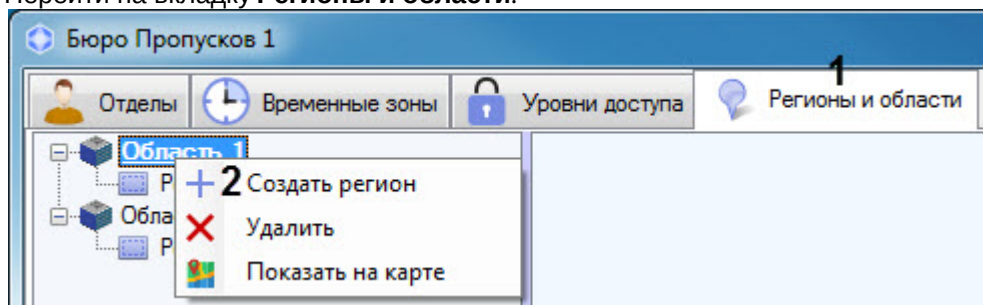 Перейти на вкладку Регионы и области.
Бюро Пропусков 1
1
Отделы Временные зоны Уровни доступа Регионы и области
Область 1
2 Создать регион
Удалить
Показать на карте